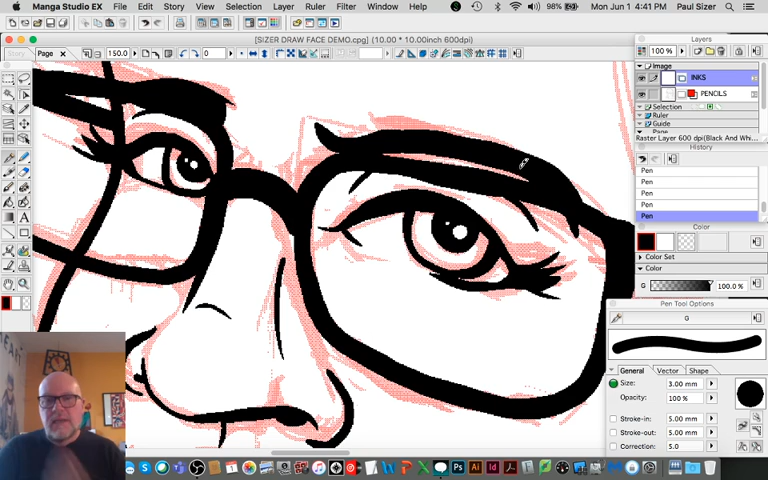 Manga Studio EX File Edit Story View Selection Layer Ruler Filter Window Help
98% Mon Jun 1 4:41 PM Paul Sizer
[SIZER DRAW FACE DEMO.cpg] (10.00 * 10.00inch 600dpi)
Story Page 150.0 0
Layers
100 %
Image
INKS
PENCILS
Selection
Ruler
Guide
Raster Layer 600 dpi(Black And Whi...
History
Pen
Pen
Pen
Pen
Pen
Color
Color Set
Color
G 100.0 %
Pen Tool Options
G
General Vector Shape
Size: 3.00 mm
Opacity: 100 %
Stroke-in: 5.00 mm
Stroke-out: 5.00 mm
Correction: 5.0